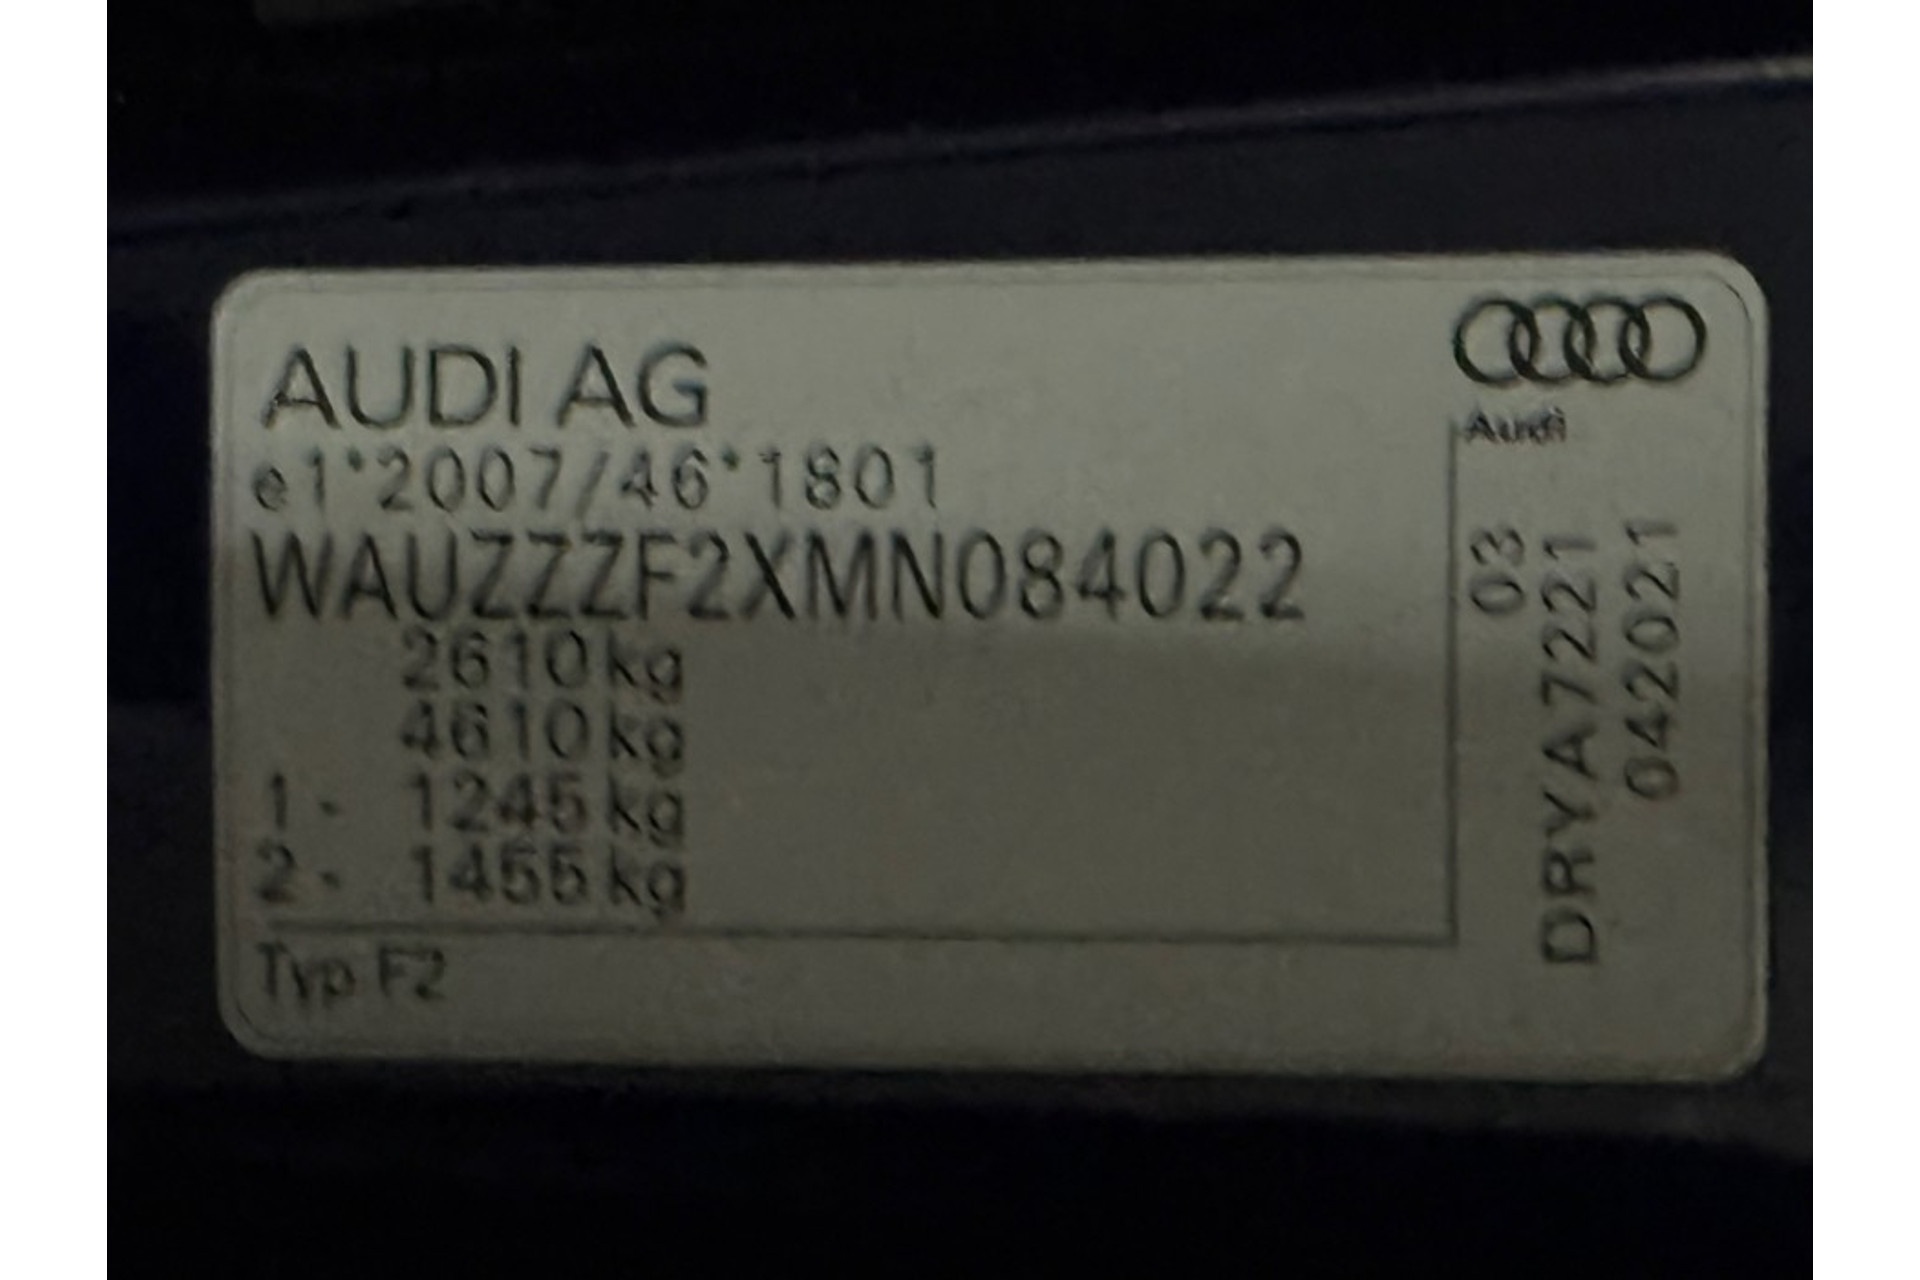 AUDI AG
e1*2007/46*1801
WAUZZZF2XMN084022
2610 kg
4610 kg
1 - 1245 kg
2 - 1455 kg
Typ F2
Audi
03
DRYA7221
042021